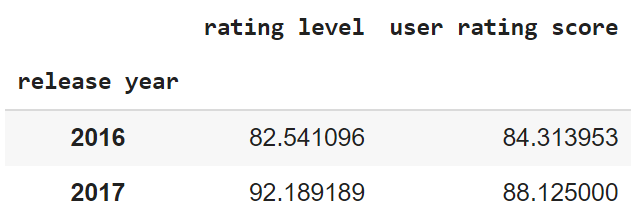 rating level user rating score
release year
2016 82.541096 84.313953
2017 92.189189 88.125000